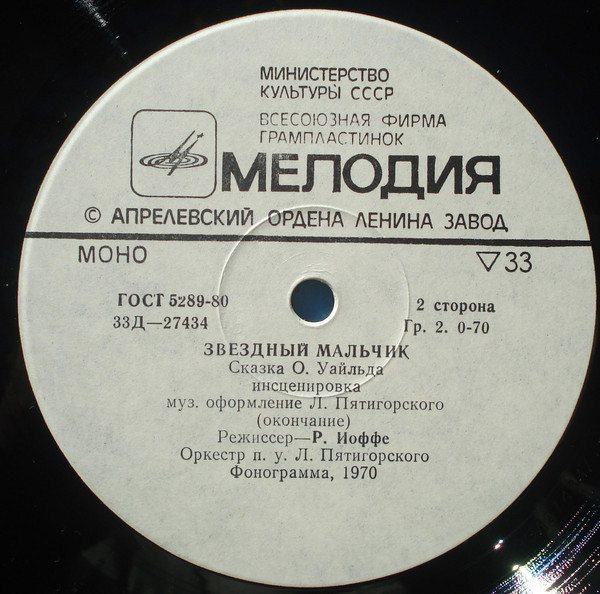 МИНИСТЕРСТВО
КУЛЬТУРЫ СССР
ВСЕСОЮЗНАЯ ФИРМА
ГРАМПЛАСТИНОК
МЕЛОДИЯ
© АПРЕЛЕВСКИЙ ОРДЕНА ЛЕНИНА ЗАВОД
МОНО ▽33
ГОСТ 5289-80 2 сторона
33Д—27434 Гр. 2. 0-70
ЗВЕЗДНЫЙ МАЛЬЧИК
Сказка О. Уайльда
инсценировка
муз. оформление Л. Пятигорского
(окончание)
Режиссер—Р. Иоффе
Оркестр п. у. Л. Пятигорского
Фонограмма, 1970